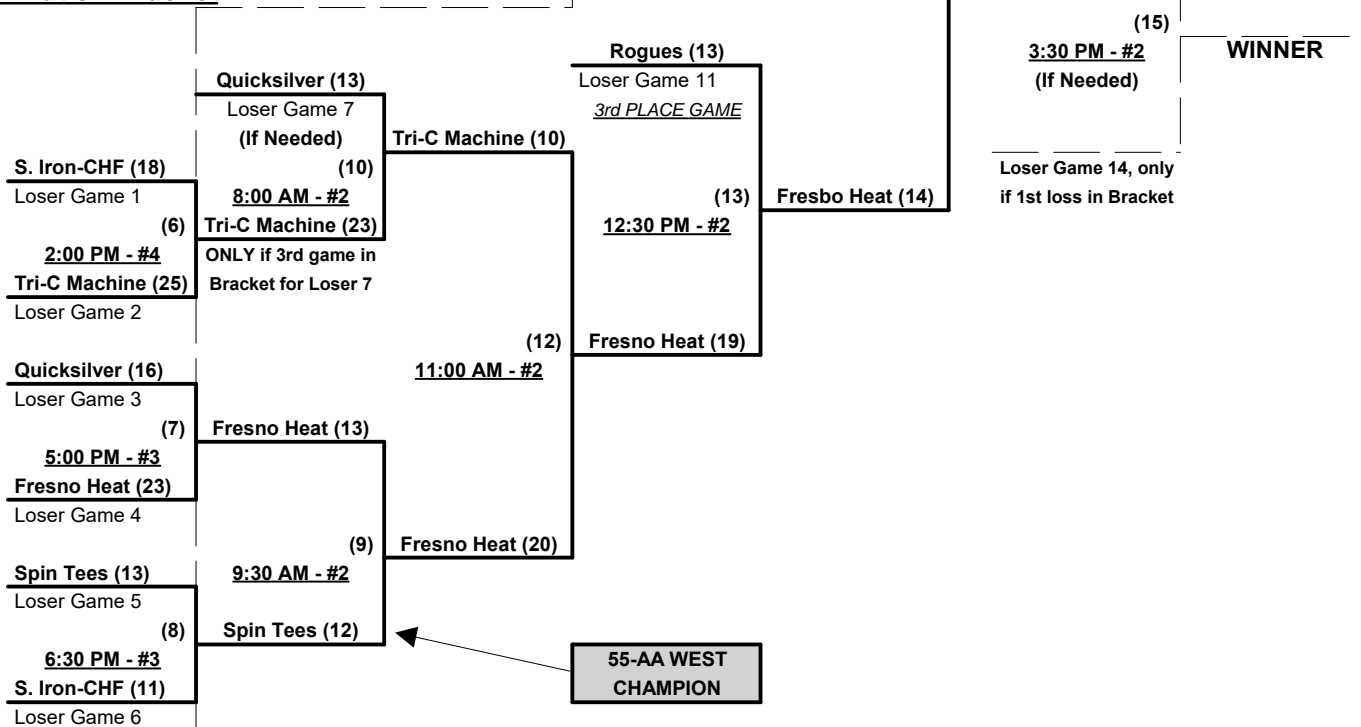 (15)
Rogues (13)
3:30 PM - #2
WINNER
Quicksilver (13)
Loser Game 11
(If Needed)
Loser Game 7
3rd PLACE GAME
(If Needed)
Tri-C Machine (10)
S. Iron-CHF (18)
(10)
Loser Game 14, only
Loser Game 1
8:00 AM - #2
(13)
Fresbo Heat (14)
if 1st loss in Bracket
(6)
Tri-C Machine (23)
12:30 PM - #2
2:00 PM - #4
ONLY if 3rd game in
Tri-C Machine (25)
Bracket for Loser 7
Loser Game 2
(12)
Fresno Heat (19)
Quicksilver (16)
11:00 AM - #2
Loser Game 3
(7)
Fresno Heat (13)
5:00 PM - #3
Fresno Heat (23)
Loser Game 4
(9)
Fresno Heat (20)
Spin Tees (13)
9:30 AM - #2
Loser Game 5
(8)
Spin Tees (12)
6:30 PM - #3
55-AA WEST
S. Iron-CHF (11)
CHAMPION
Loser Game 6